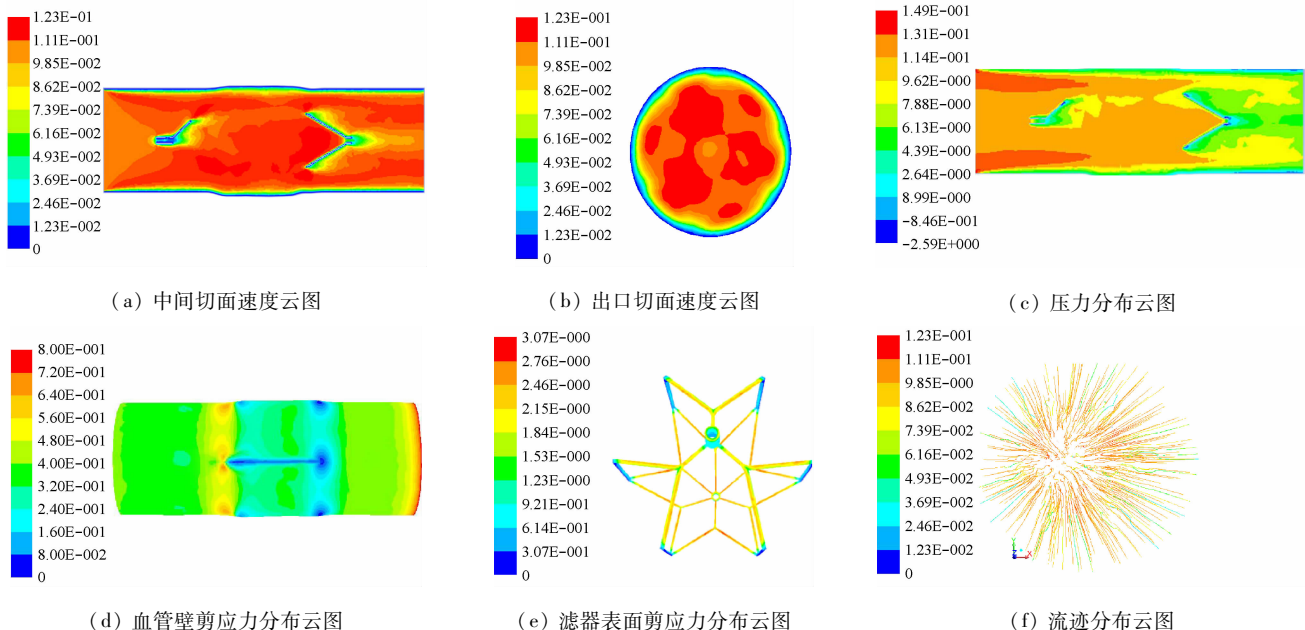 1.23E-01
1.11E-001
9.85E-002
8.62E-002
7.39E-002
6.16E-002
4.93E-002
3.69E-002
2.46E-002
1.23E-002
0
(a) 中间切面速度云图
1.23E-001
1.11E-001
9.85E-002
8.62E-002
7.39E-002
6.16E-002
4.93E-002
3.69E-002
2.46E-002
1.23E-002
0
(b) 出口切面速度云图
1.49E-001
1.31E-001
1.14E-001
9.62E-000
7.88E-000
6.13E-000
4.39E-000
2.64E-000
8.99E-001
-8.46E-001
-2.59E+000
(c) 压力分布云图
8.00E-001
7.20E-001
6.40E-001
5.60E-001
4.80E-001
4.00E-001
3.20E-001
2.40E-001
1.60E-001
8.00E-002
0
(d) 血管壁剪应力分布云图
3.07E-000
2.76E-000
2.46E-000
2.15E-000
1.84E-000
1.53E-000
1.23E-000
9.21E-001
6.14E-001
3.07E-001
0
(e) 滤器表面剪应力分布云图
1.23E-001
1.11E-001
9.85E-000
8.62E-002
7.39E-002
6.16E-002
4.93E-002
3.69E-002
2.46E-002
1.23E-002
0
Y
Z
X
(f) 流迹分布云图